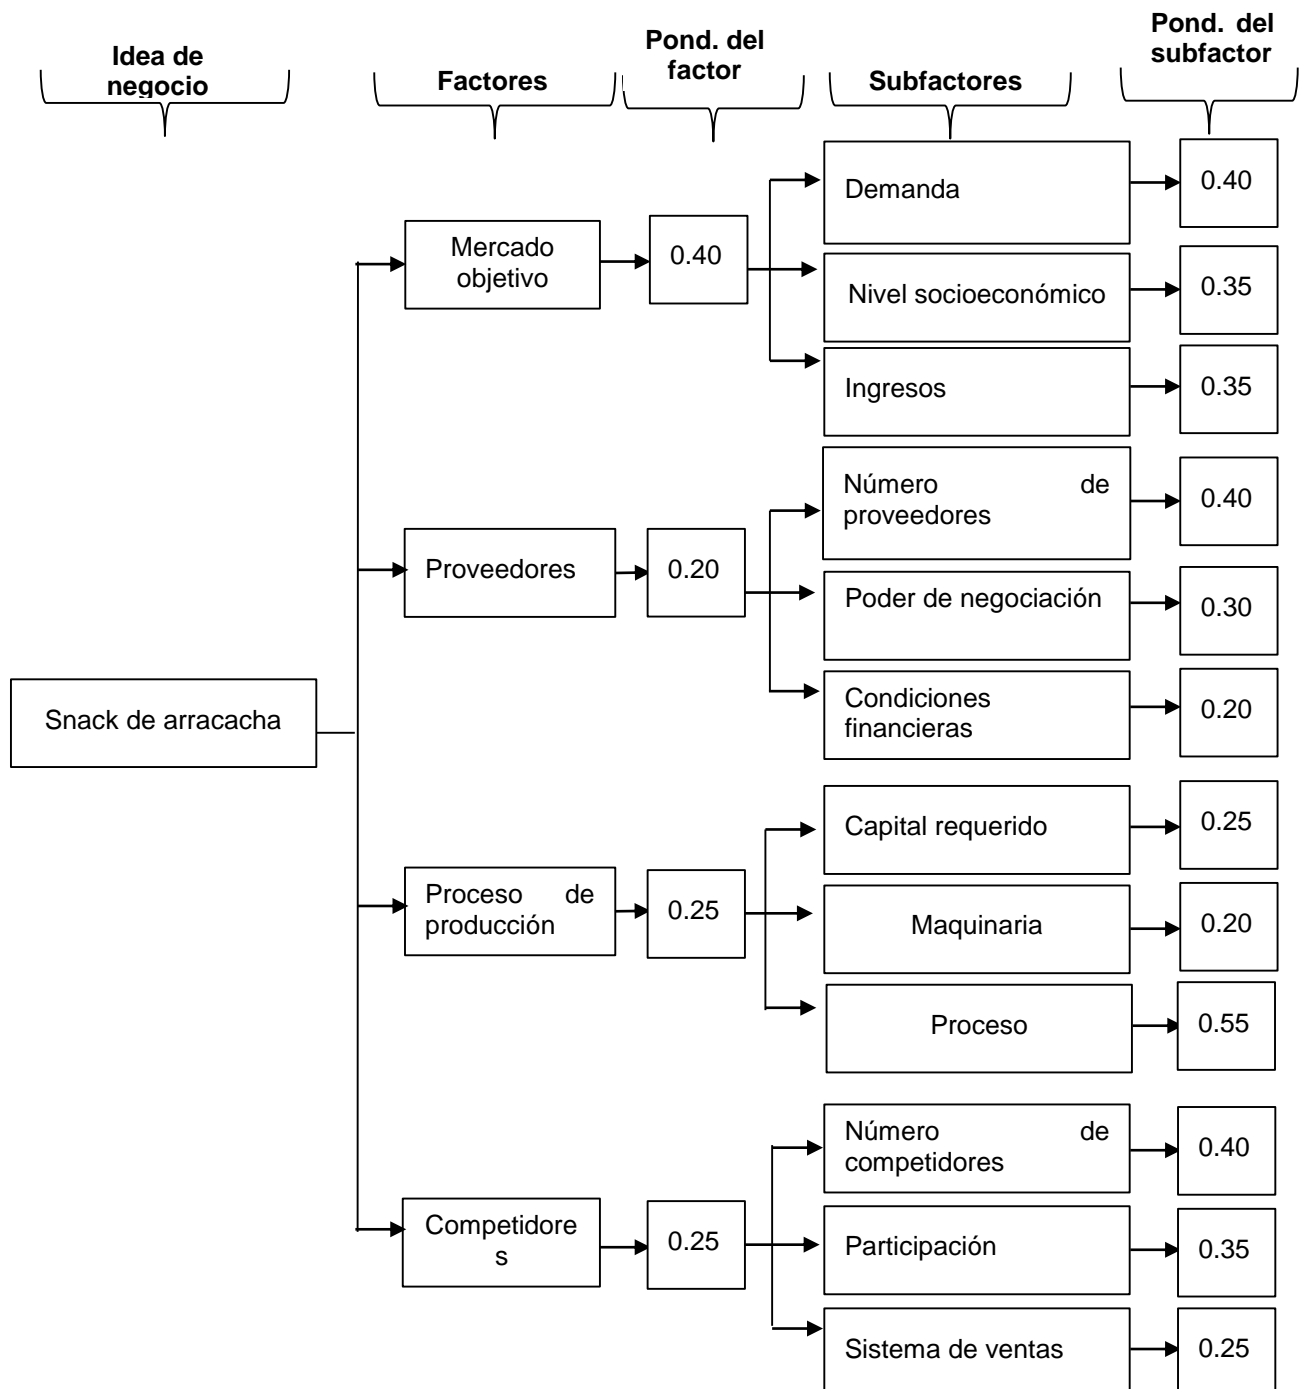 Idea de
negocio
Factores
Pond. del
factor
Subfactores
Pond. del
subfactor
Snack de arracacha
Mercado
objetivo
0.40
Demanda
0.40
Nivel socioeconómico
0.35
Ingresos
0.35
Proveedores
0.20
Número de
proveedores
0.40
Poder de negociación
0.30
Condiciones
financieras
0.20
Proceso de
producción
0.25
Capital requerido
0.25
Maquinaria
0.20
Proceso
0.55
Competidore
s
0.25
Número de
competidores
0.40
Participación
0.35
Sistema de ventas
0.25